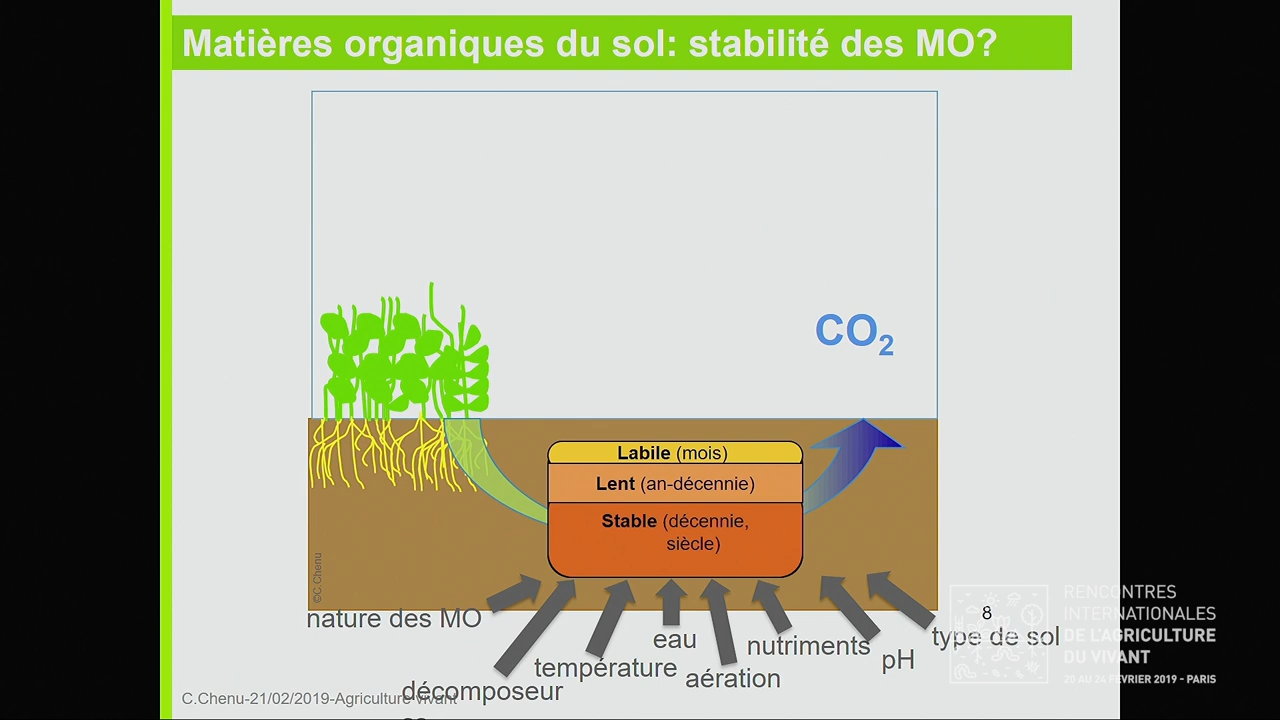 Matières organiques du sol: stabilité des MO?
CO2
Labile (mois)
Lent (an-décennie)
Stable (décennie,
siècle)
©C.Chenu
nature des MO
décomposeur
température
eau
aération
nutriments
pH
type de sol
8
C.Chenu-21/02/2019-Agriculture vivant
RENCONTRES
INTERNATIONALES
DE L'AGRICULTURE
DU VIVANT
20 AU 24 FÉVRIER 2019 - PARIS